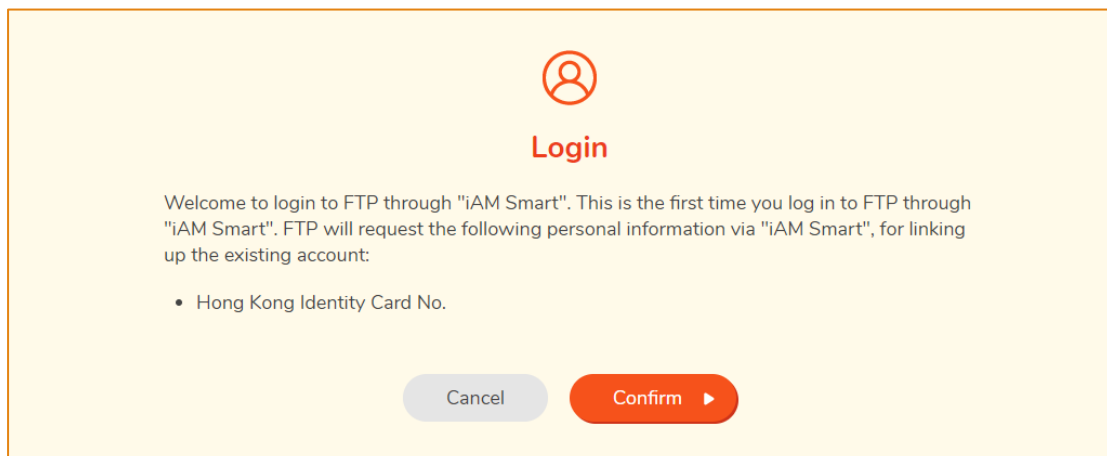 Login
Welcome to login to FTP through "iAM Smart". This is the first time you log in to FTP through
"iAM Smart". FTP will request the following personal information via "iAM Smart", for linking
up the existing account:
• Hong Kong Identity Card No.
Cancel
Confirm